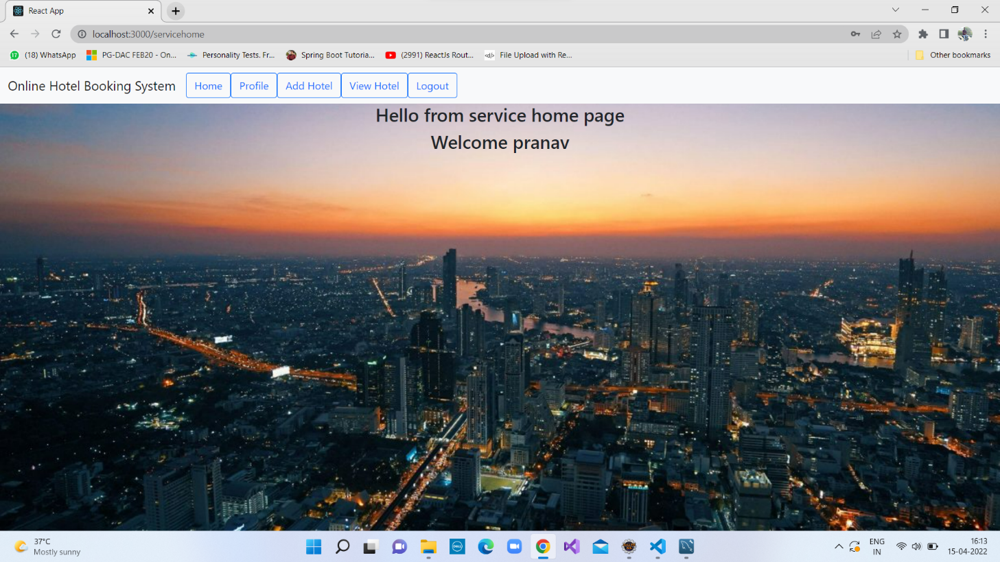 React App
localhost:3000/servicehome
(18) WhatsApp
PG-DAC FEB20 - On...
Personality Tests. Fr...
Spring Boot Tutoria...
(2991) ReactJs Rout...
</> File Upload with Re...
Other bookmarks
Online Hotel Booking System
Home
Profile
Add Hotel
View Hotel
Logout
Hello from service home page
Welcome pranav
37°C
Mostly sunny
DELL
ENG
IN
16:13
15-04-2022